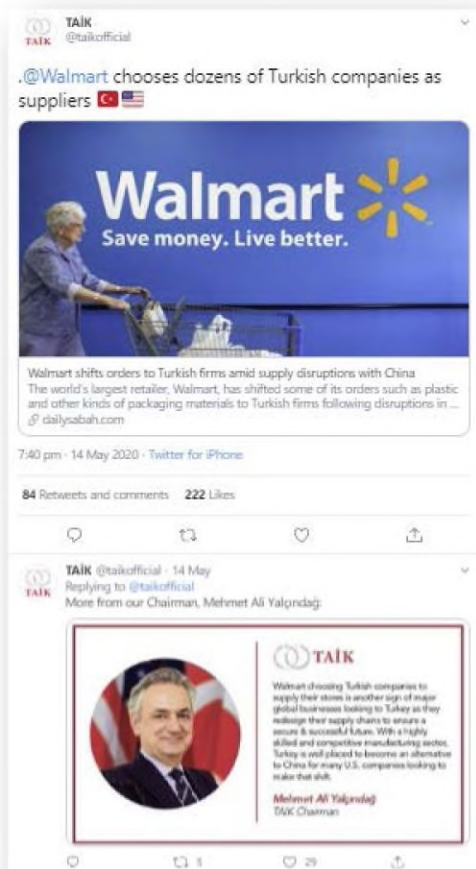 TAİK
TAİK
@taikofficial
.@Walmart chooses dozens of Turkish companies as
suppliers 🇹🇷🇺🇸
Walmart
Save money. Live better.
Walmart shifts orders to Turkish firms amid supply disruptions with China
The world's largest retailer, Walmart, has shifted some of its orders such as plastic
and other kinds of packaging materials to Turkish firms following disruptions in ...
dailysabah.com
7:40 pm · 14 May 2020 · Twitter for iPhone
84 Retweets and comments 222 Likes
TAİK
TAİK @taikofficial · 14 May
Replying to @taikofficial
More from our Chairman, Mehmet Ali Yalçındağ:
TAİK
Walmart choosing Turkish companies to
supply their stores is another sign of major
global businesses looking to Turkey as they
redesign their supply chains to ensure a
secure & successful future. With a highly
skilled and competitive manufacturing sector,
Turkey is well placed to become an alternative
to China for many U.S. companies looking to
make that shift.
Mehmet Ali Yalçındağ
TAIK Chairman
29